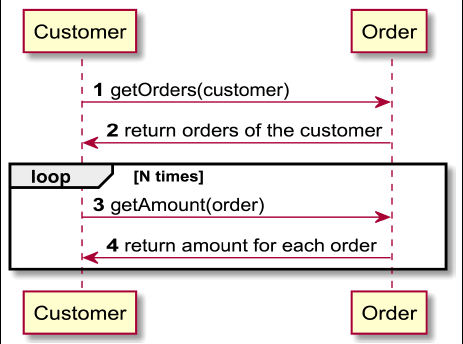 Customer Order
1 getOrders(customer)
2 return orders of the customer
loop [N times]
3 getAmount(order)
4 return amount for each order
Customer Order